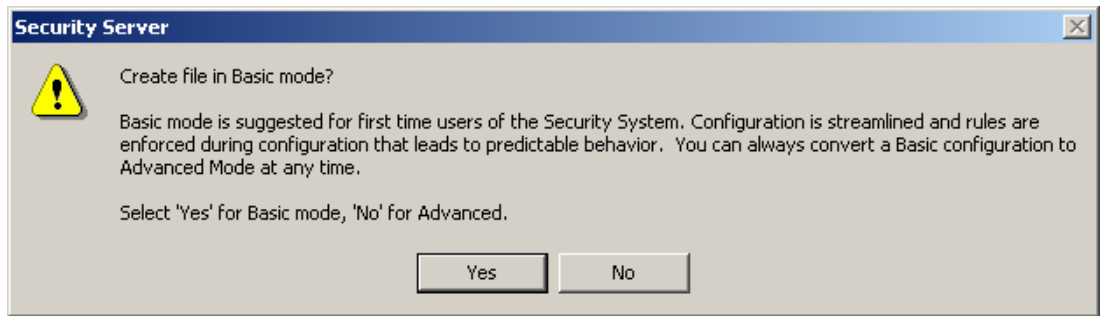 Security Server
Create file in Basic mode?
Basic mode is suggested for first time users of the Security System. Configuration is streamlined and rules are
enforced during configuration that leads to predictable behavior.  You can always convert a Basic configuration to
Advanced Mode at any time.
Select 'Yes' for Basic mode, 'No' for Advanced.
Yes No